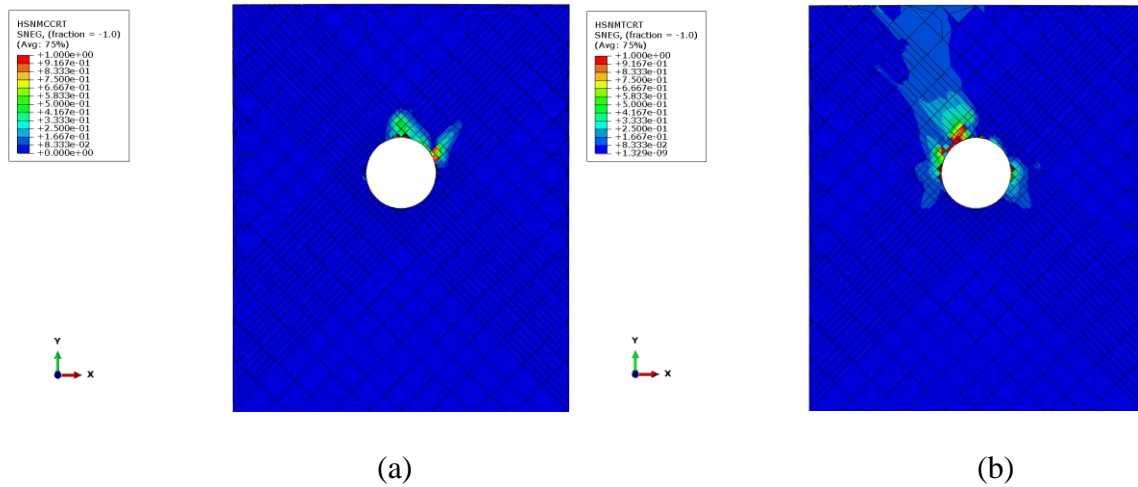 HSNMCCRT
SNEG, (fraction = -1.0)
(Avg: 75%)
+1.000e+00
+9.167e-01
+8.333e-01
+7.500e-01
+6.667e-01
+5.833e-01
+5.000e-01
+4.167e-01
+3.333e-01
+2.500e-01
+1.667e-01
+8.333e-02
+0.000e+00
Y
X
HSNMTCRT
SNEG, (fraction = -1.0)
(Avg: 75%)
+1.000e+00
+9.167e-01
+8.333e-01
+7.500e-01
+6.667e-01
+5.833e-01
+5.000e-01
+4.167e-01
+3.333e-01
+2.500e-01
+1.667e-01
+8.333e-02
+1.329e-09
Y
X
(a)
(b)